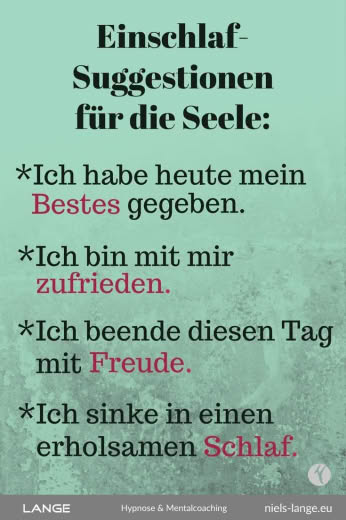 Einschlaf-
Suggestionen
für die Seele:
*Ich habe heute mein
Bestes gegeben.
*Ich bin mit mir
zufrieden.
*Ich beende diesen Tag
mit Freude.
*Ich sinke in einen
erholsamen Schlaf.
LANGE Hypnose & Mentalcoaching niels-lange.eu